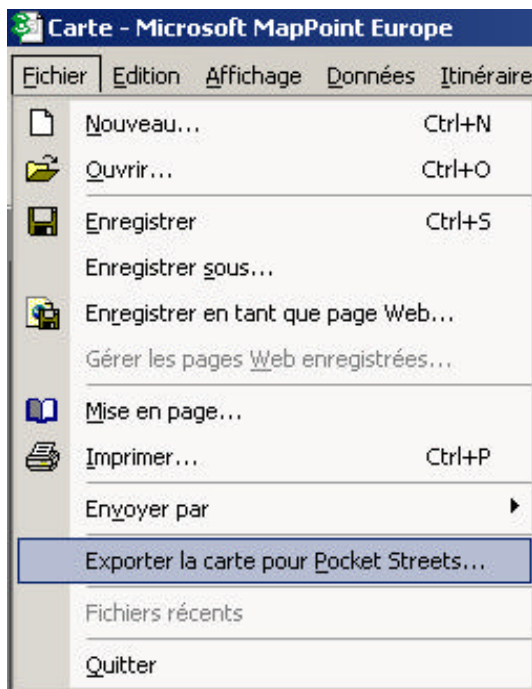 Carte - Microsoft MapPoint Europe
Fichier Edition Affichage Données Itinéraire
Nouveau... Ctrl+N
Ouvrir... Ctrl+O
Enregistrer Ctrl+S
Enregistrer sous...
Enregistrer en tant que page Web...
Gérer les pages Web enregistrées...
Mise en page...
Imprimer... Ctrl+P
Envoyer par
Exporter la carte pour Pocket Streets...
Fichiers récents
Quitter